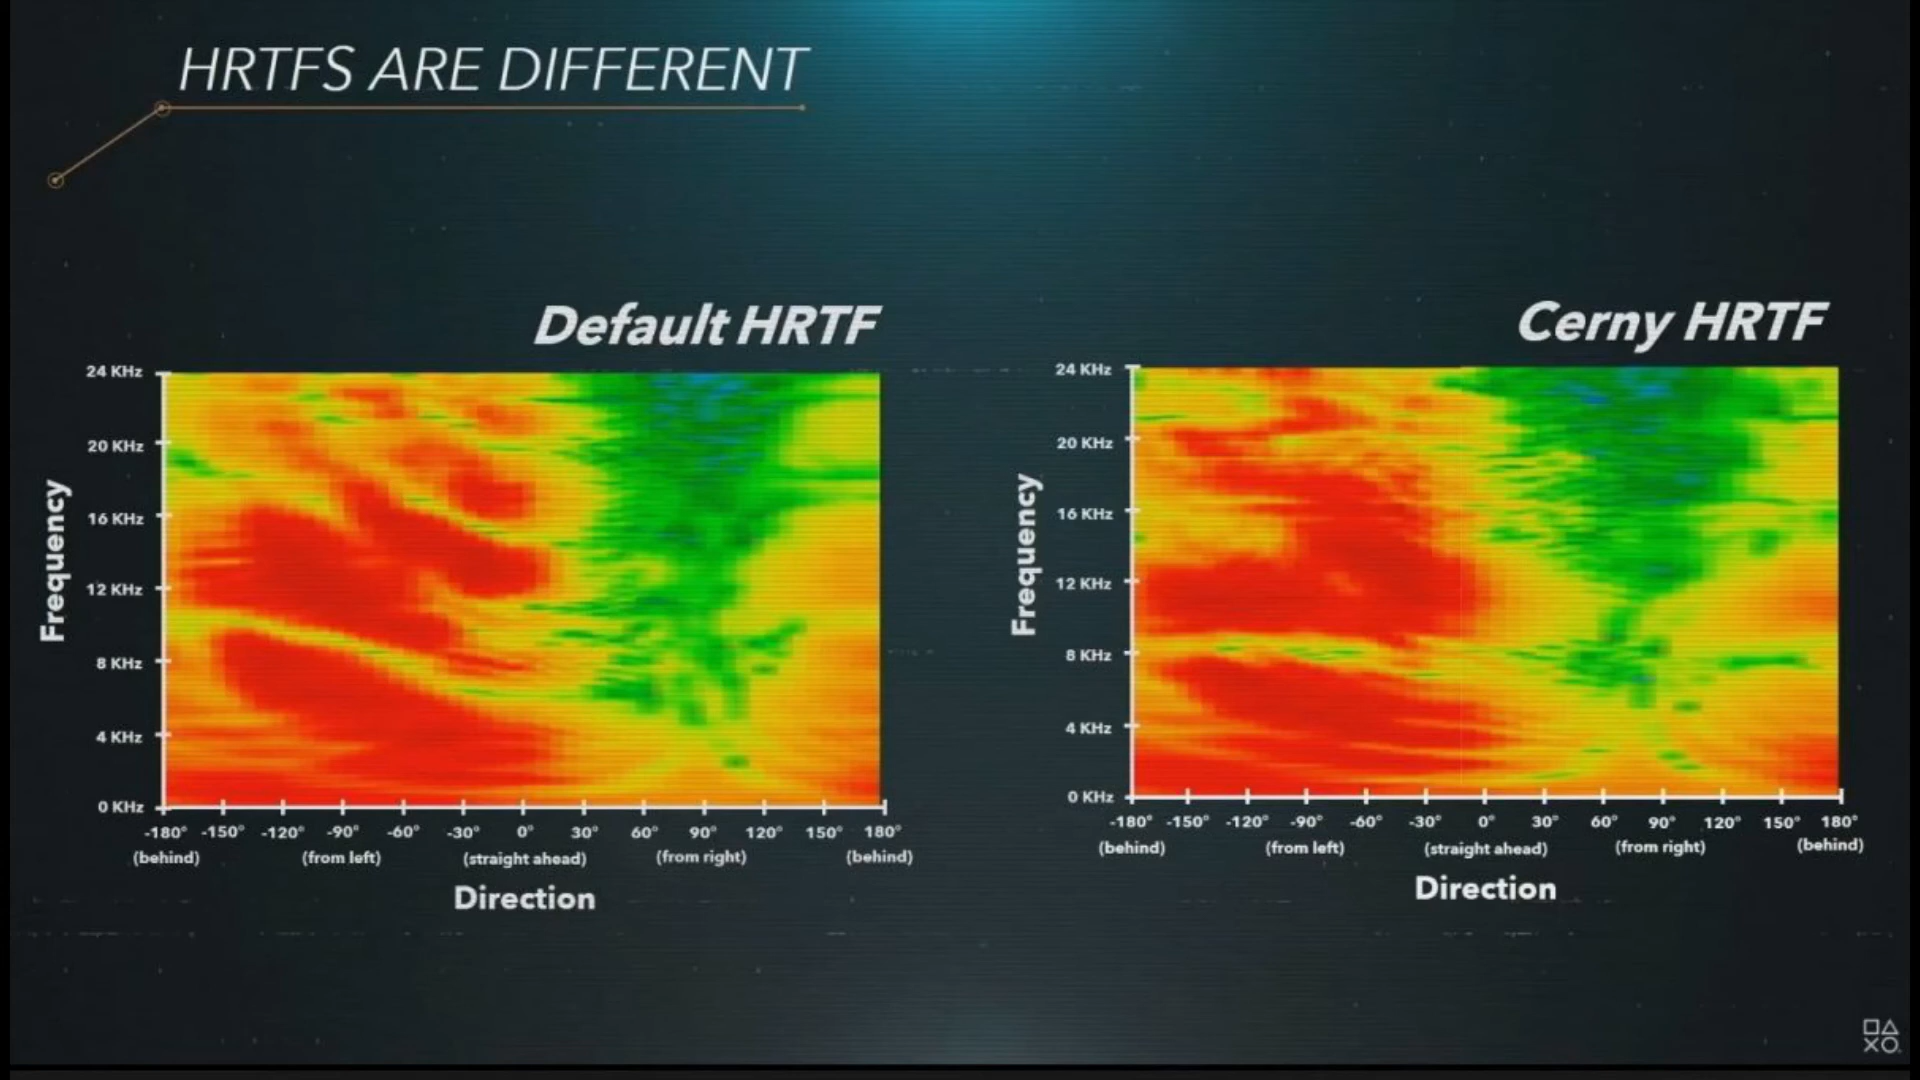 HRTFS ARE DIFFERENT
Default HRTF
24 KHz
20 KHz
16 KHz
12 KHz
8 KHz
4 KHz
0 KHz
Frequency
-180° -150° -120° -90° -60° -30° 0° 30° 60° 90° 120° 150° 180°
(behind) (from left) (straight ahead) (from right) (behind)
Direction
Cerny HRTF
24 KHz
20 KHz
16 KHz
12 KHz
8 KHz
4 KHz
0 KHz
Frequency
-180° -150° -120° -90° -60° -30° 0° 30° 60° 90° 120° 150° 180°
(behind) (from left) (straight ahead) (from right) (behind)
Direction